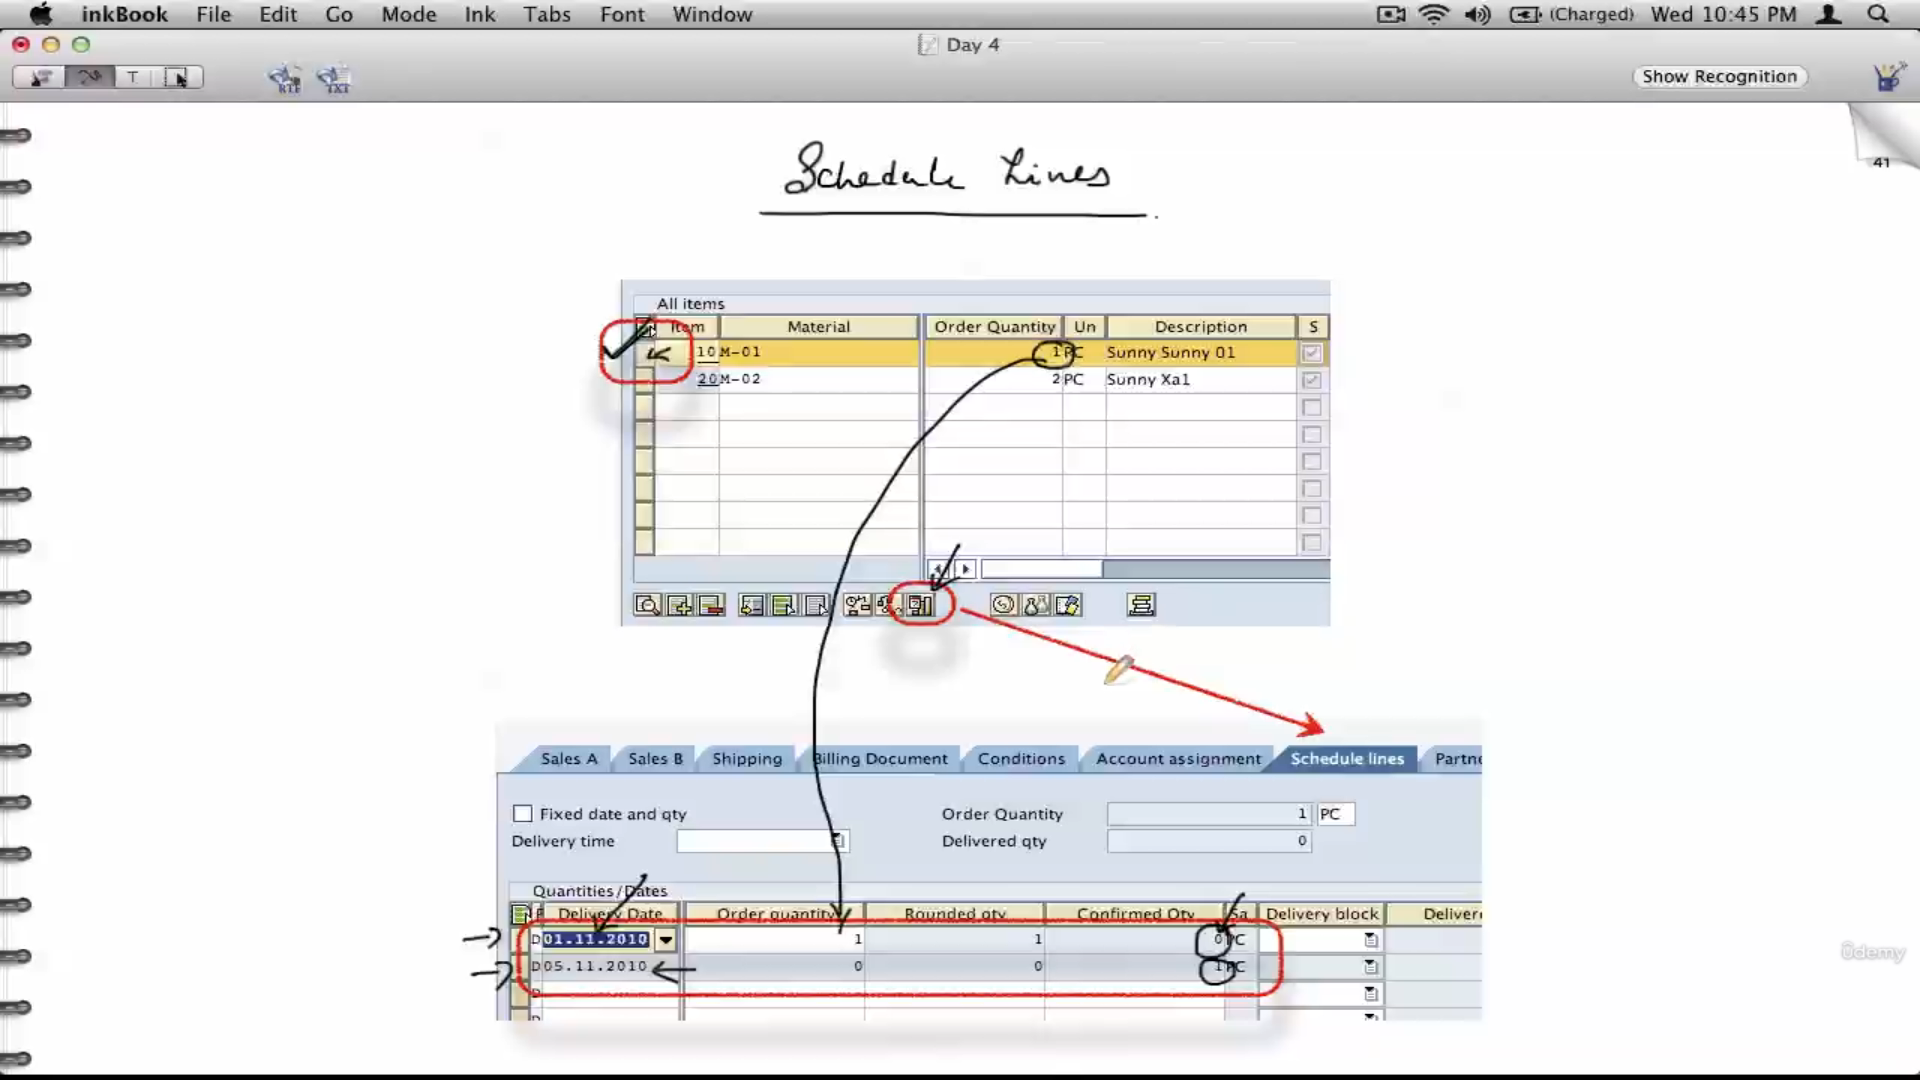 inkBook File Edit Go Mode Ink Tabs Font Window (Charged) Wed 10:45 PM
Day 4
T RTF TXT Show Recognition
41
Schedule Lines
All items
Item Material Order Quantity Un Description S
10 M-01 1 PC Sunny Sunny 01
20 M-02 2 PC Sunny Xa1
Sales A Sales B Shipping Billing Document Conditions Account assignment Schedule lines Partne
Fixed date and qty Order Quantity 1 PC
Delivery time Delivered qty 0
Quantities/Dates
P Delivery Date Order quantity Rounded qty Confirmed Qty Sa Delivery block Deliver
D 01.11.2010 1 1 0 PC
D 05.11.2010 0 0 1 PC
D
D
ûdemy